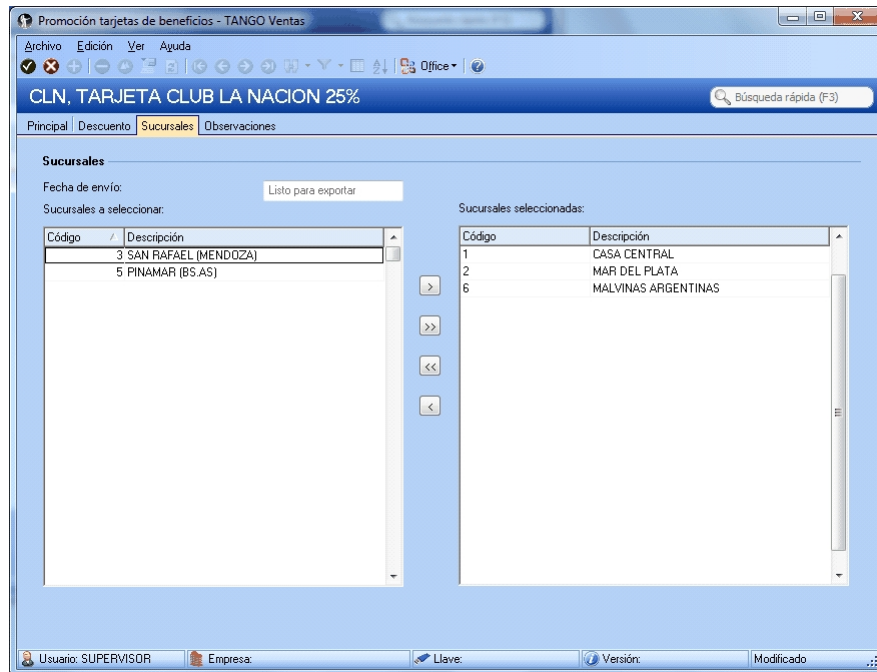 Promoción tarjetas de beneficios - TANGO Ventas
Archivo Edición Ver Ayuda
Office
CLN, TARJETA CLUB LA NACION 25%
Búsqueda rápida (F3)
Principal Descuento Sucursales Observaciones
Sucursales
Fecha de envío: Listo para exportar
Sucursales a seleccionar: Sucursales seleccionadas:
Código Descripción Código Descripción
3 SAN RAFAEL (MENDOZA) 1 CASA CENTRAL
5 PINAMAR (BS.AS) 2 MAR DEL PLATA
6 MALVINAS ARGENTINAS
>
>>
<<
<
Usuario: SUPERVISOR Empresa: Llave: Versión: Modificado